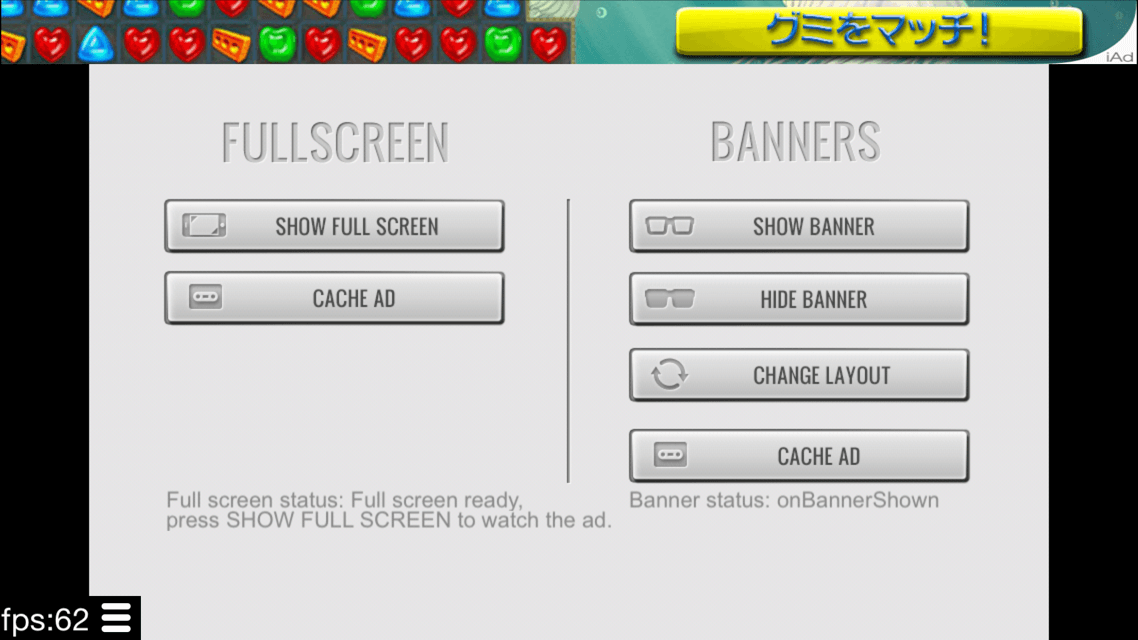 グミをマッチ!
iAd
FULLSCREEN
BANNERS
SHOW FULL SCREEN
CACHE AD
SHOW BANNER
HIDE BANNER
CHANGE LAYOUT
CACHE AD
Full screen status: Full screen ready,
press SHOW FULL SCREEN to watch the ad.
Banner status: onBannerShown
fps:62